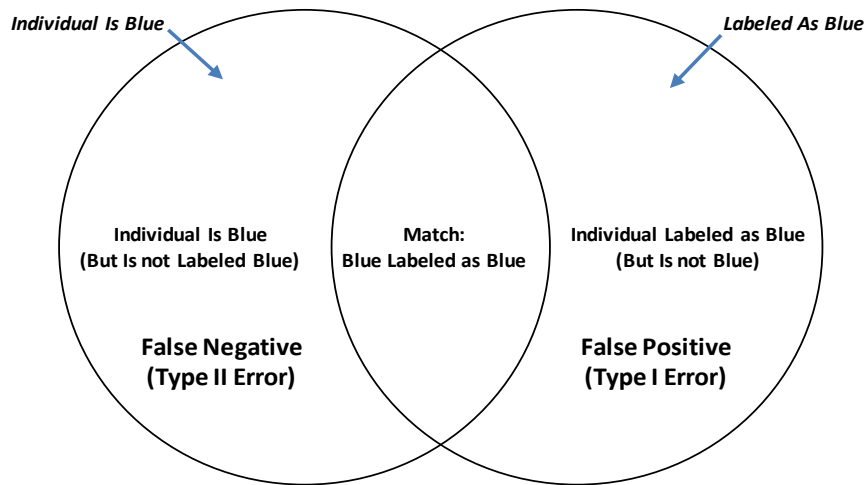 Individual Is Blue
Labeled As Blue
Individual Is Blue
(But Is not Labeled Blue)
Match:
Blue Labeled as Blue
Individual Labeled as Blue
(But Is not Blue)
False Negative
(Type II Error)
False Positive
(Type I Error)